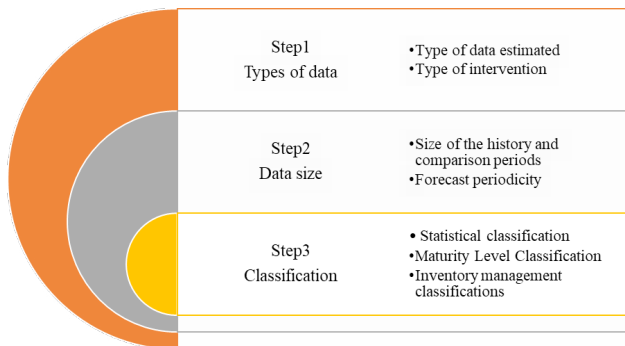 Step1
Types of data
•Type of data estimated
•Type of intervention
Step2
Data size
•Size of the history and
comparison periods
•Forecast periodicity
Step3
Classification
• Statistical classification
•Maturity Level Classification
•Inventory management
classifications